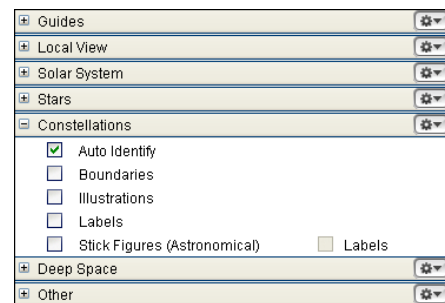 Guides
Local View
Solar System
Stars
Constellations
Auto Identify
Boundaries
Illustrations
Labels
Stick Figures (Astronomical) Labels
Deep Space
Other